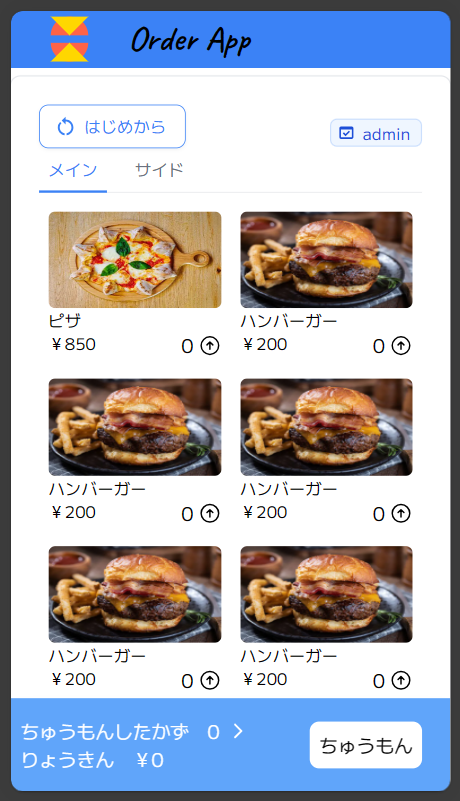 Order App
はじめから
admin
メイン サイド
ピザ ハンバーガー
¥850 0 ¥200 0
ハンバーガー ハンバーガー
¥200 0 ¥200 0
ハンバーガー ハンバーガー
¥200 0 ¥200 0
ちゅうもんしたかず 0 >
りょうきん ¥0
ちゅうもん